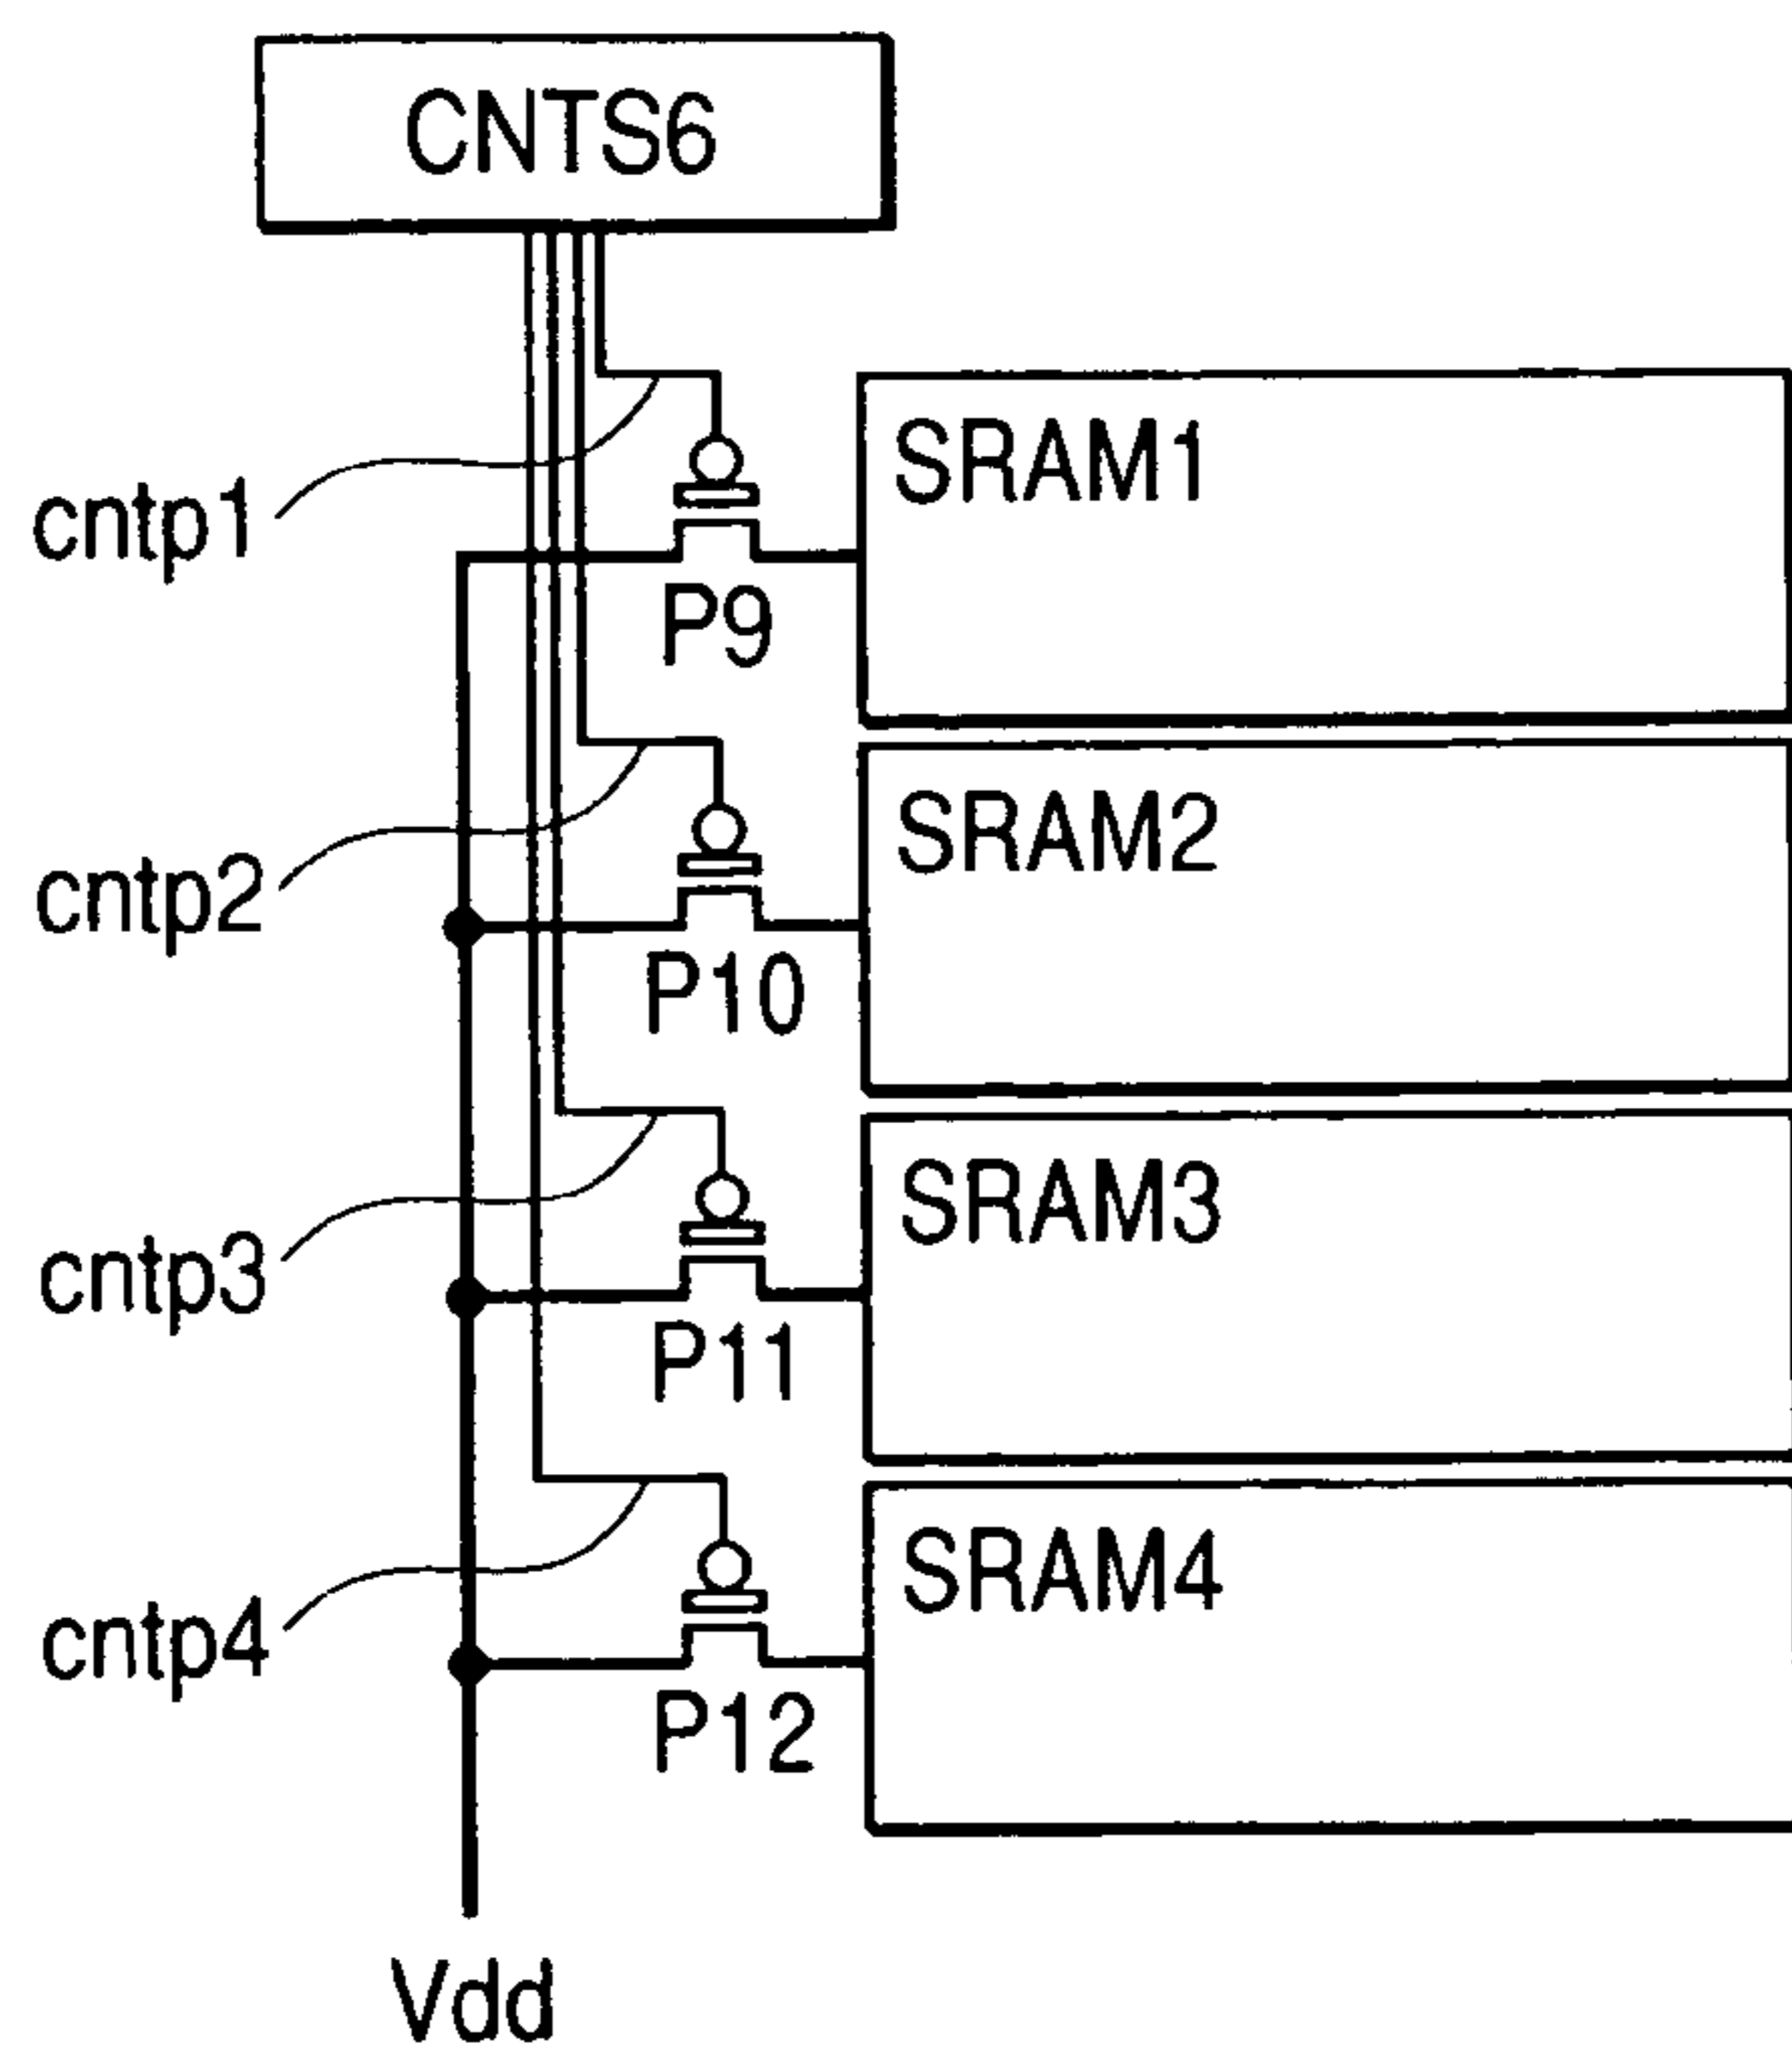 CNTS6
cntp1
SRAM1
P9
cntp2
SRAM2
P10
cntp3
SRAM3
P11
cntp4
SRAM4
P12
Vdd